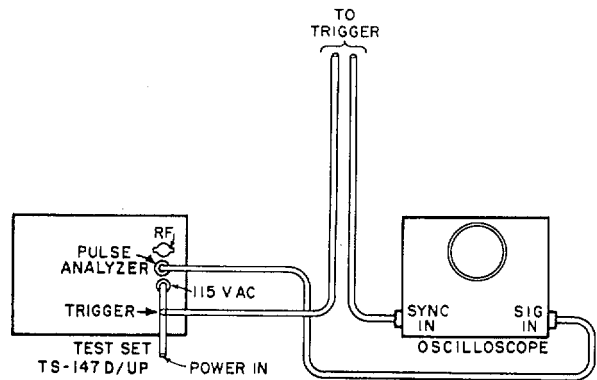 TO
TRIGGER
RF
PULSE
ANALYZER
115 V AC
TRIGGER
TEST SET
TS-147 D/UP
POWER IN
SYNC
IN
SIG
IN
OSCILLOSCOPE